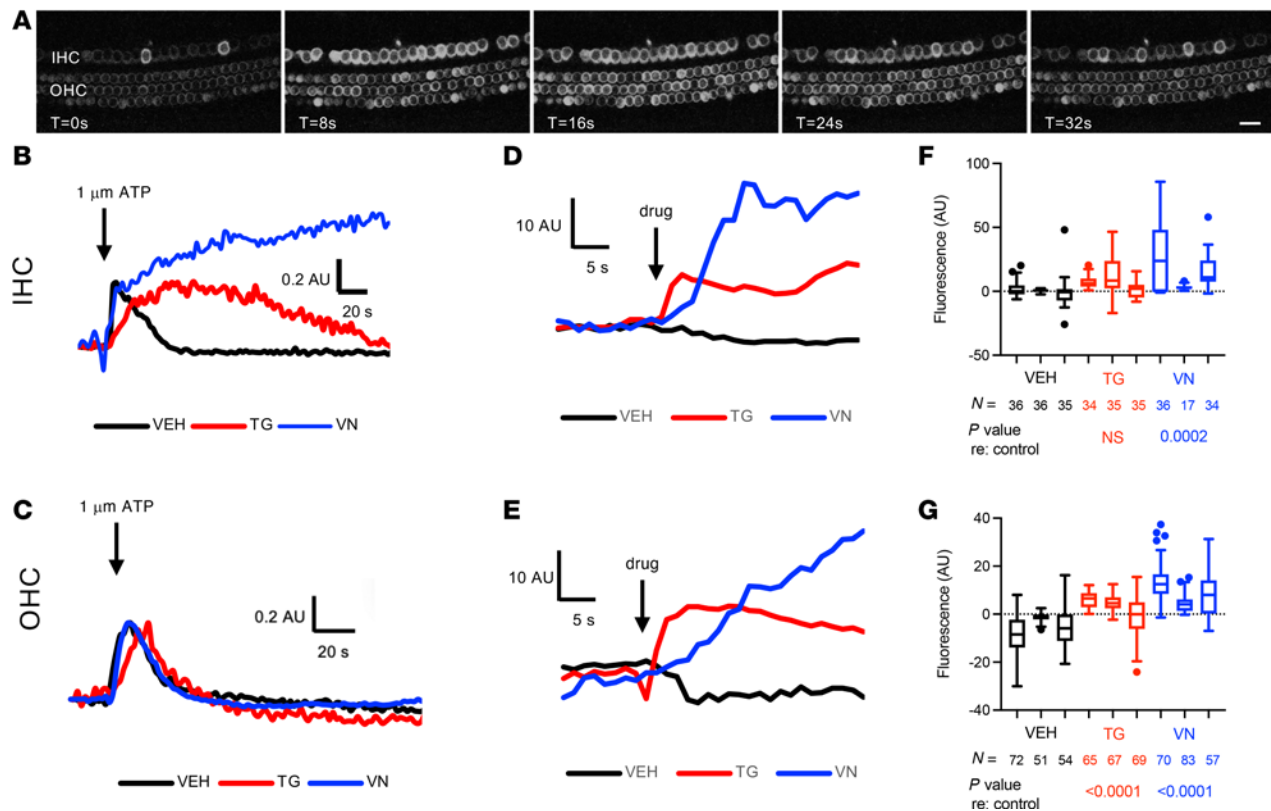 A
IHC
OHC
T=0s
T=8s
T=16s
T=24s
T=32s
B
1 μm ATP
0.2 AU
20 s
IHC
VEH TG VN
D
10 AU
5 s
drug
VEH TG VN
F
Fluorescence (AU)
100
50
0
-50
VEH TG VN
N = 36 36 35 34 35 35 36 17 34
P value
re: control
NS 0.0002
C
1 μm ATP
0.2 AU
20 s
OHC
VEH TG VN
E
10 AU
5 s
drug
VEH TG VN
G
Fluorescence (AU)
40
20
0
-20
-40
VEH TG VN
N = 72 51 54 65 67 69 70 83 57
P value
re: control
<0.0001 <0.0001